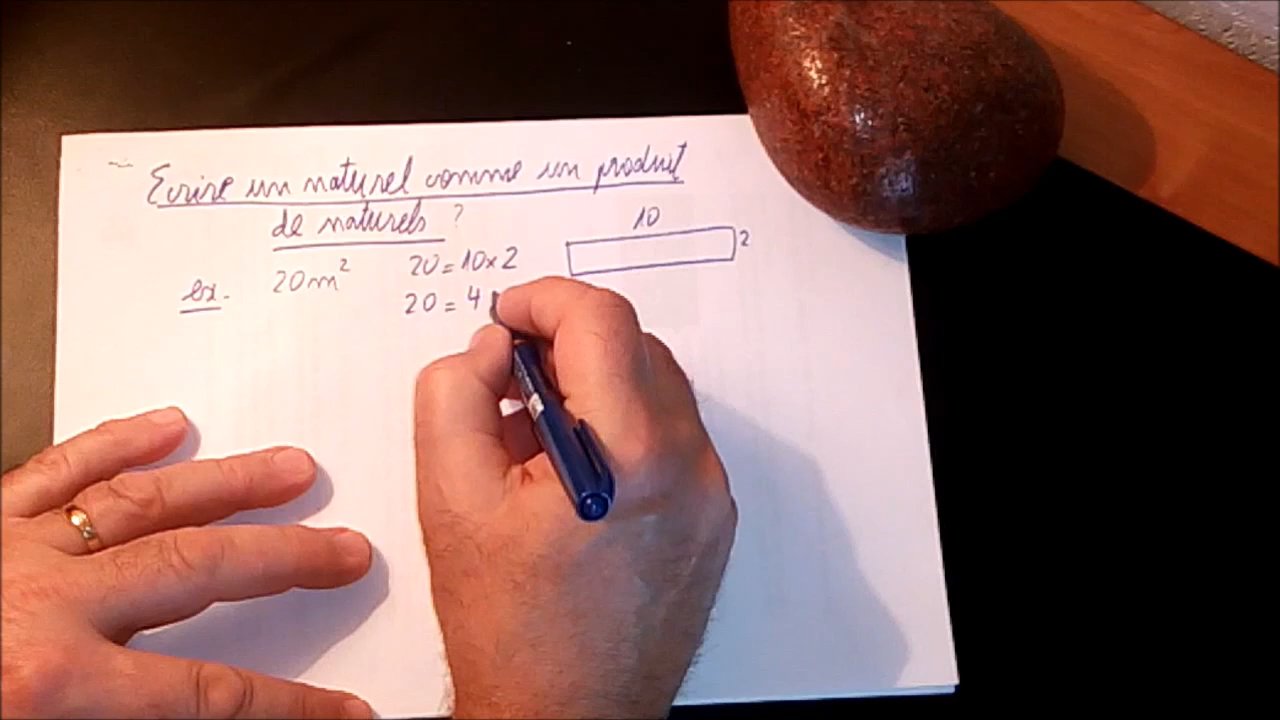 Ecrire un naturel comme un produit
de naturels ?
ex. 20m² 20 = 10 x 2 10 2
20 = 4